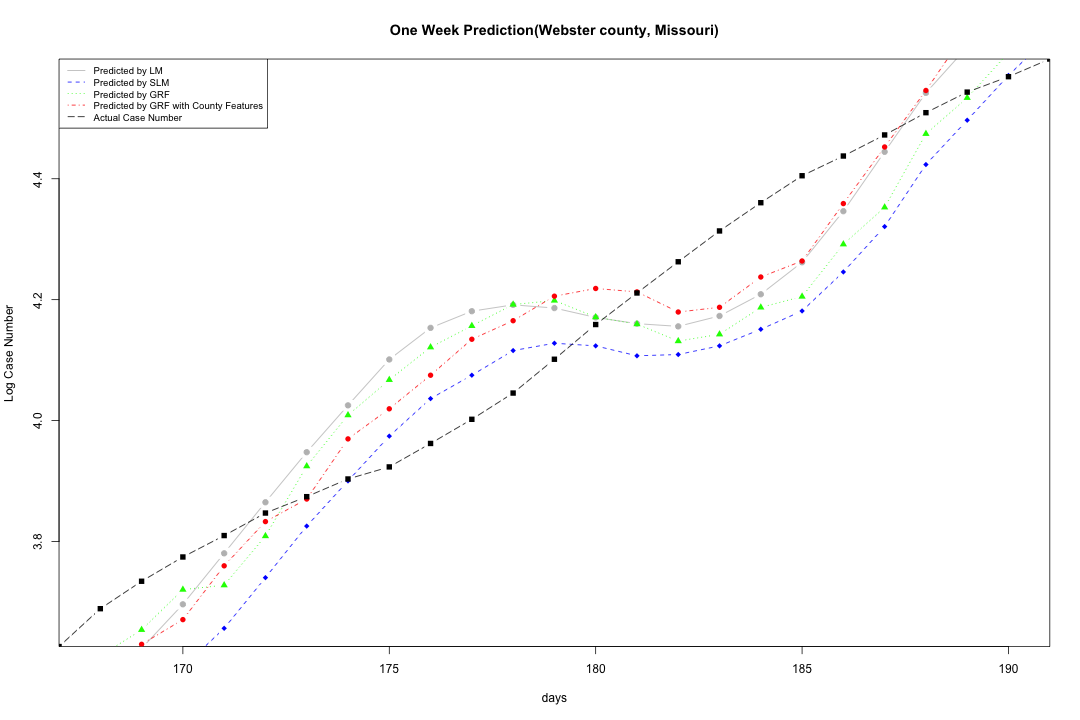 One Week Prediction(Webster county, Missouri)
Predicted by LM
Predicted by SLM
Predicted by GRF
Predicted by GRF with County Features
Actual Case Number
4.4
4.2
4.0
3.8
Log Case Number
170 175 180 185 190
days